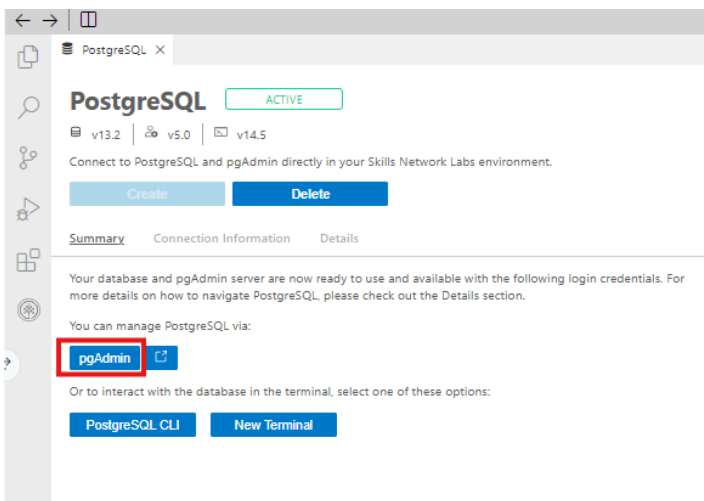 PostgreSQL
PostgreSQL ACTIVE
v13.2 v5.0 v14.5
Connect to PostgreSQL and pgAdmin directly in your Skills Network Labs environment.
Create Delete
Summary Connection Information Details
Your database and pgAdmin server are now ready to use and available with the following login credentials. For
more details on how to navigate PostgreSQL, please check out the Details section.
You can manage PostgreSQL via:
pgAdmin
Or to interact with the database in the terminal, select one of these options:
PostgreSQL CLI New Terminal